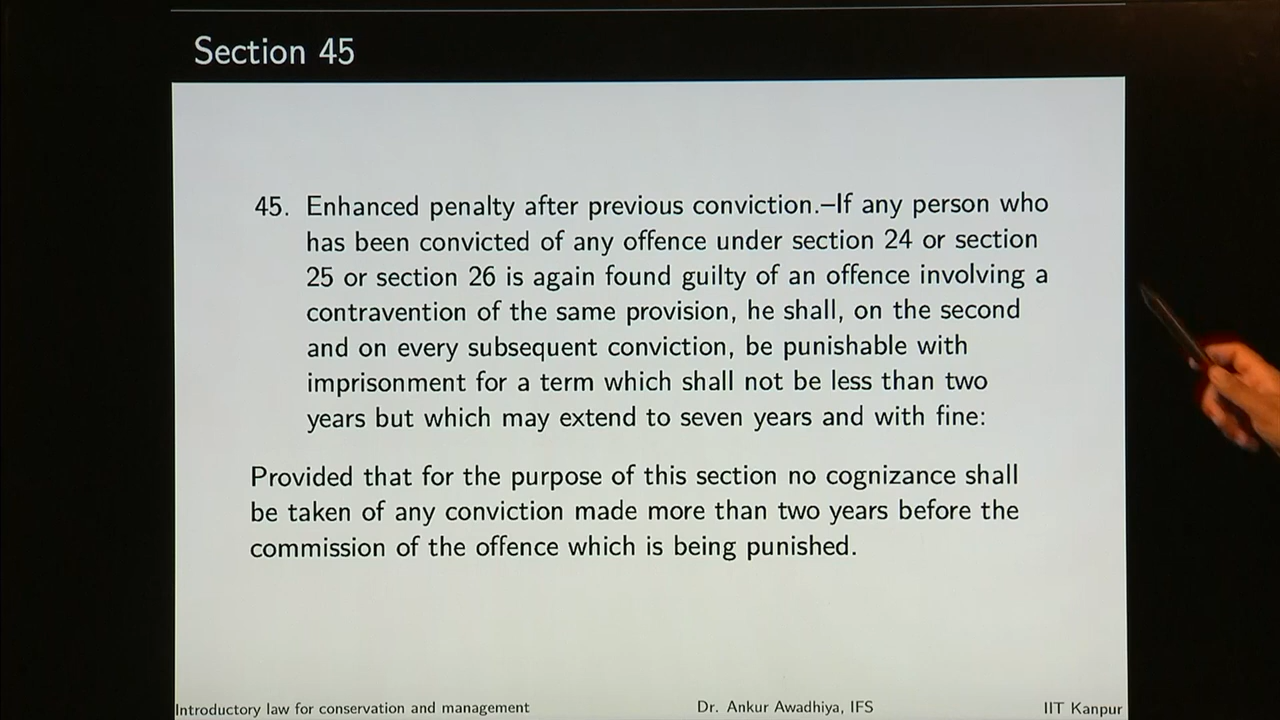 Section 45
45. Enhanced penalty after previous conviction.–If any person who
has been convicted of any offence under section 24 or section
25 or section 26 is again found guilty of an offence involving a
contravention of the same provision, he shall, on the second
and on every subsequent conviction, be punishable with
imprisonment for a term which shall not be less than two
years but which may extend to seven years and with fine:
Provided that for the purpose of this section no cognizance shall
be taken of any conviction made more than two years before the
commission of the offence which is being punished.
Introductory law for conservation and management Dr. Ankur Awadhiya, IFS IIT Kanpur